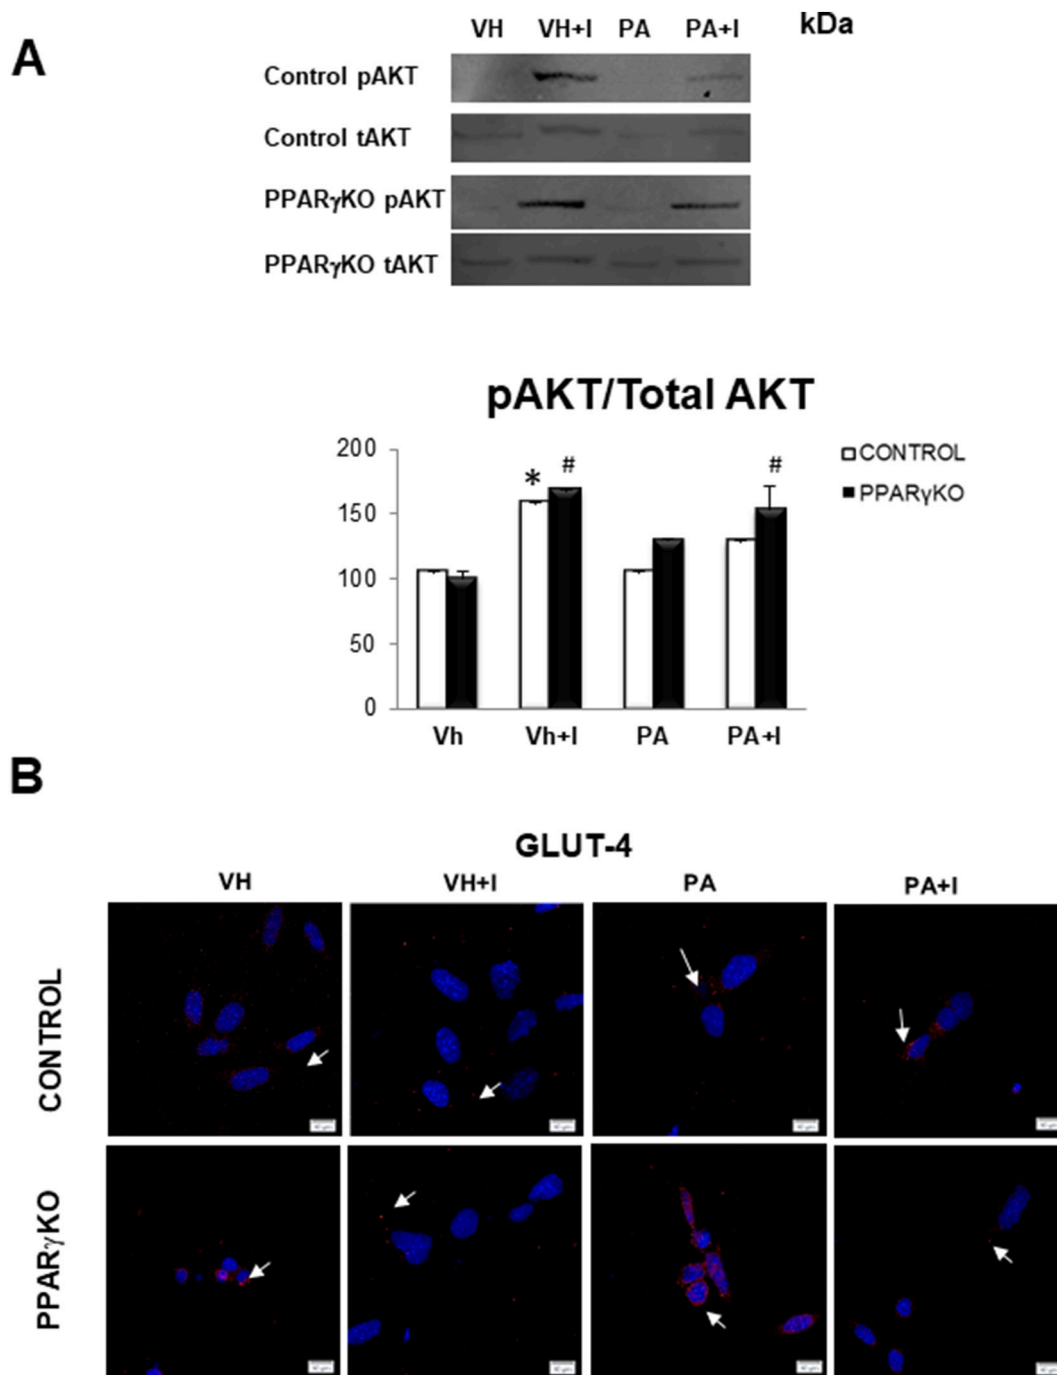 A
VH VH+I PA PA+I kDa
Control pAKT
Control tAKT
PPARγKO pAKT
PPARγKO tAKT
pAKT/Total AKT
200
150
100
50
0
* # #
CONTROL
PPARγKO
Vh Vh+I PA PA+I
B
GLUT-4
VH VH+I PA PA+I
CONTROL
PPARγKO